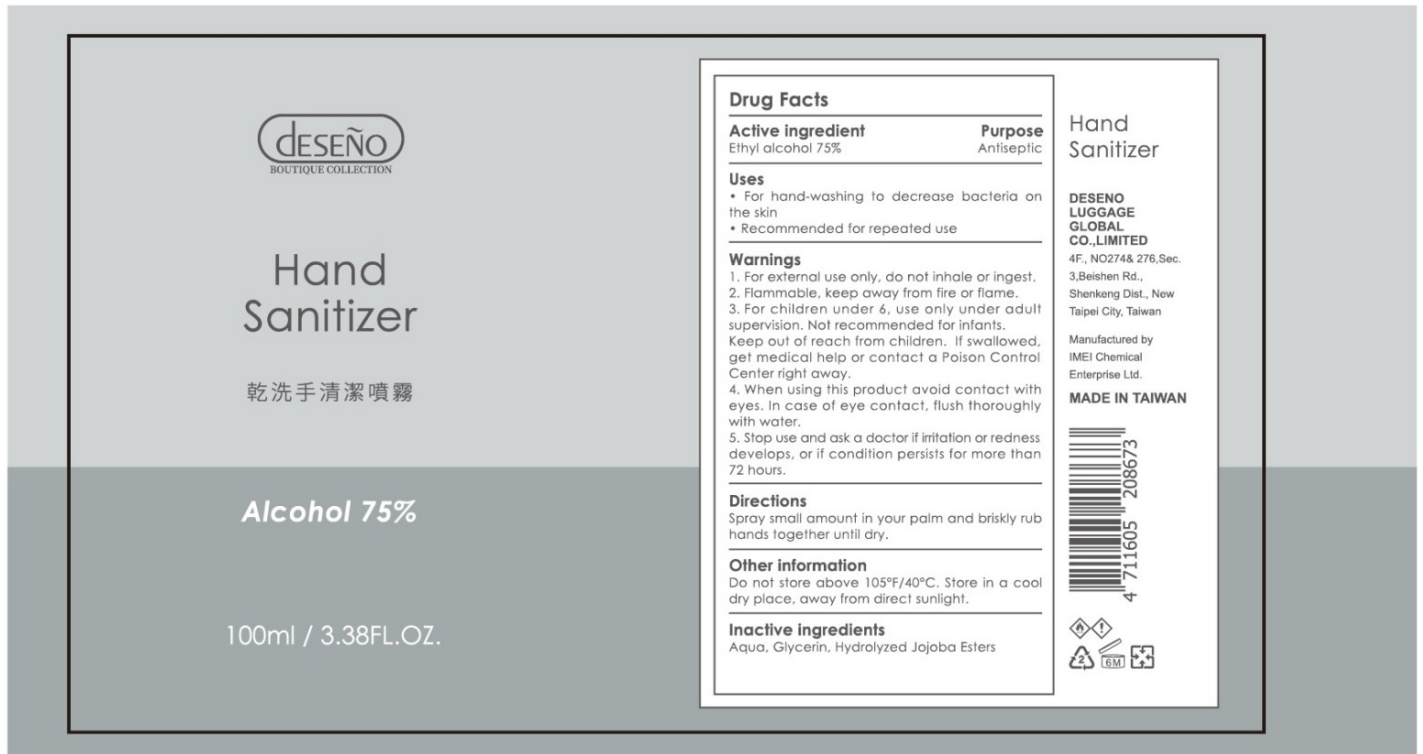 dESEÑO
BOUTIQUE COLLECTION
Hand
Sanitizer
乾洗手清潔噴霧
Alcohol 75%
100ml / 3.38FL.OZ.
Drug Facts
Active ingredient Purpose
Ethyl alcohol 75% Antiseptic
Uses
• For hand-washing to decrease bacteria on
the skin
• Recommended for repeated use
Warnings
1. For external use only, do not inhale or ingest.
2. Flammable, keep away from fire or flame.
3. For children under 6, use only under adult
supervision. Not recommended for infants.
Keep out of reach from children. If swallowed,
get medical help or contact a Poison Control
Center right away.
4. When using this product avoid contact with
eyes. In case of eye contact, flush thoroughly
with water.
5. Stop use and ask a doctor if irritation or redness
develops, or if condition persists for more than
72 hours.
Directions
Spray small amount in your palm and briskly rub
hands together until dry.
Other information
Do not store above 105°F/40°C. Store in a cool
dry place, away from direct sunlight.
Inactive ingredients
Aqua, Glycerin, Hydrolyzed Jojoba Esters
Hand
Sanitizer
DESENO
LUGGAGE
GLOBAL
CO.,LIMITED
4F., NO274& 276,Sec.
3,Beishen Rd.,
Shenkeng Dist., New
Taipei City, Taiwan
Manufactured by
IMEI Chemical
Enterprise Ltd.
MADE IN TAIWAN
4 711605 208673
2
6M